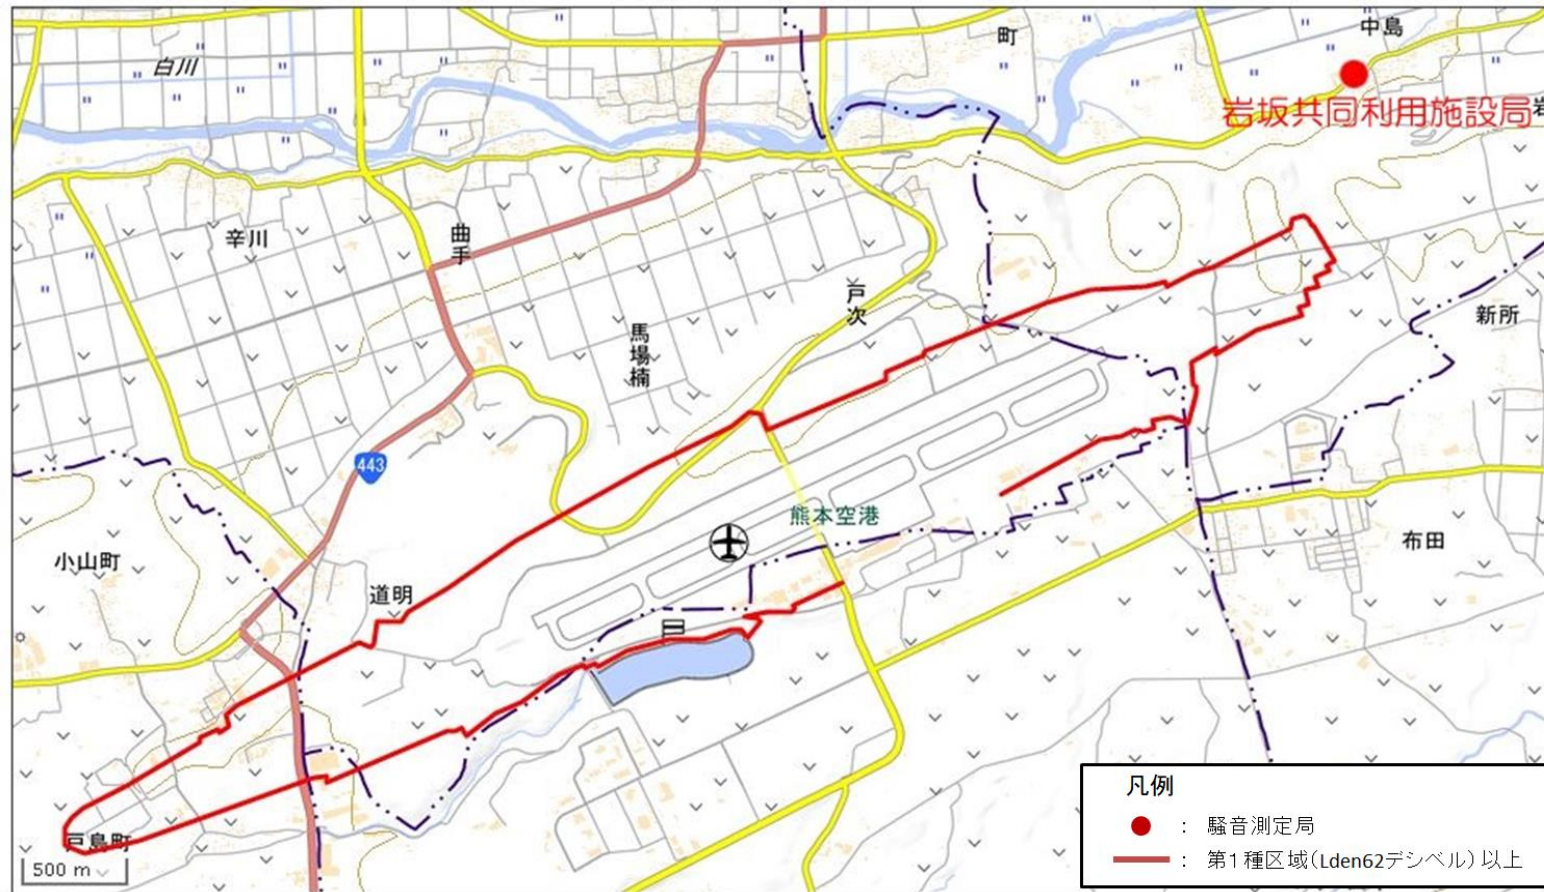 中島
町
白川
岩坂共同利用施設局
岩
辛川
曲手
戸次
馬場楠
新所
443
熊本空港
布田
小山町
道明
戸島町
500 m
凡例
● : 騒音測定局
: 第1種区域(Lden62デシベル)以上